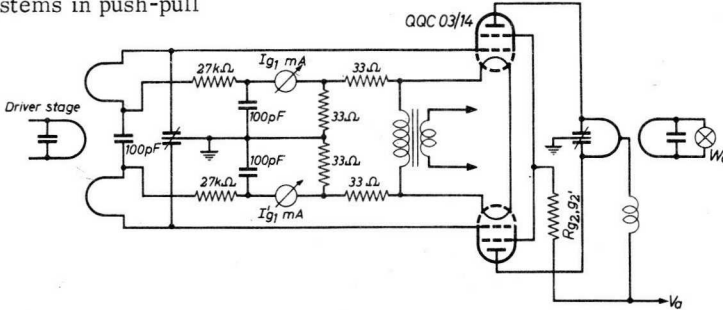 stems in push-pull
QQC 03/14
27kΩ
Ig1 mA
33Ω
Driver stage
100pF
100pF
33Ω
100pF
33Ω
27kΩ
I'g1 mA
33Ω
Rg2,g2'
Va